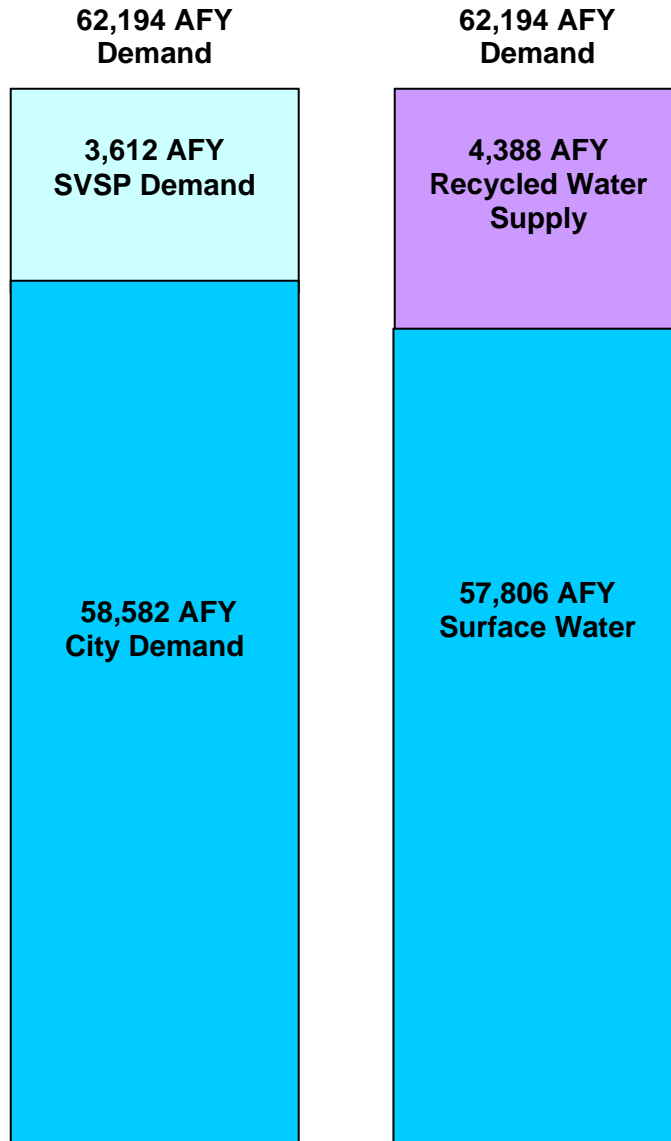 62,194 AFY
Demand
3,612 AFY
SVSP Demand
58,582 AFY
City Demand
62,194 AFY
Demand
4,388 AFY
Recycled Water
Supply
57,806 AFY
Surface Water